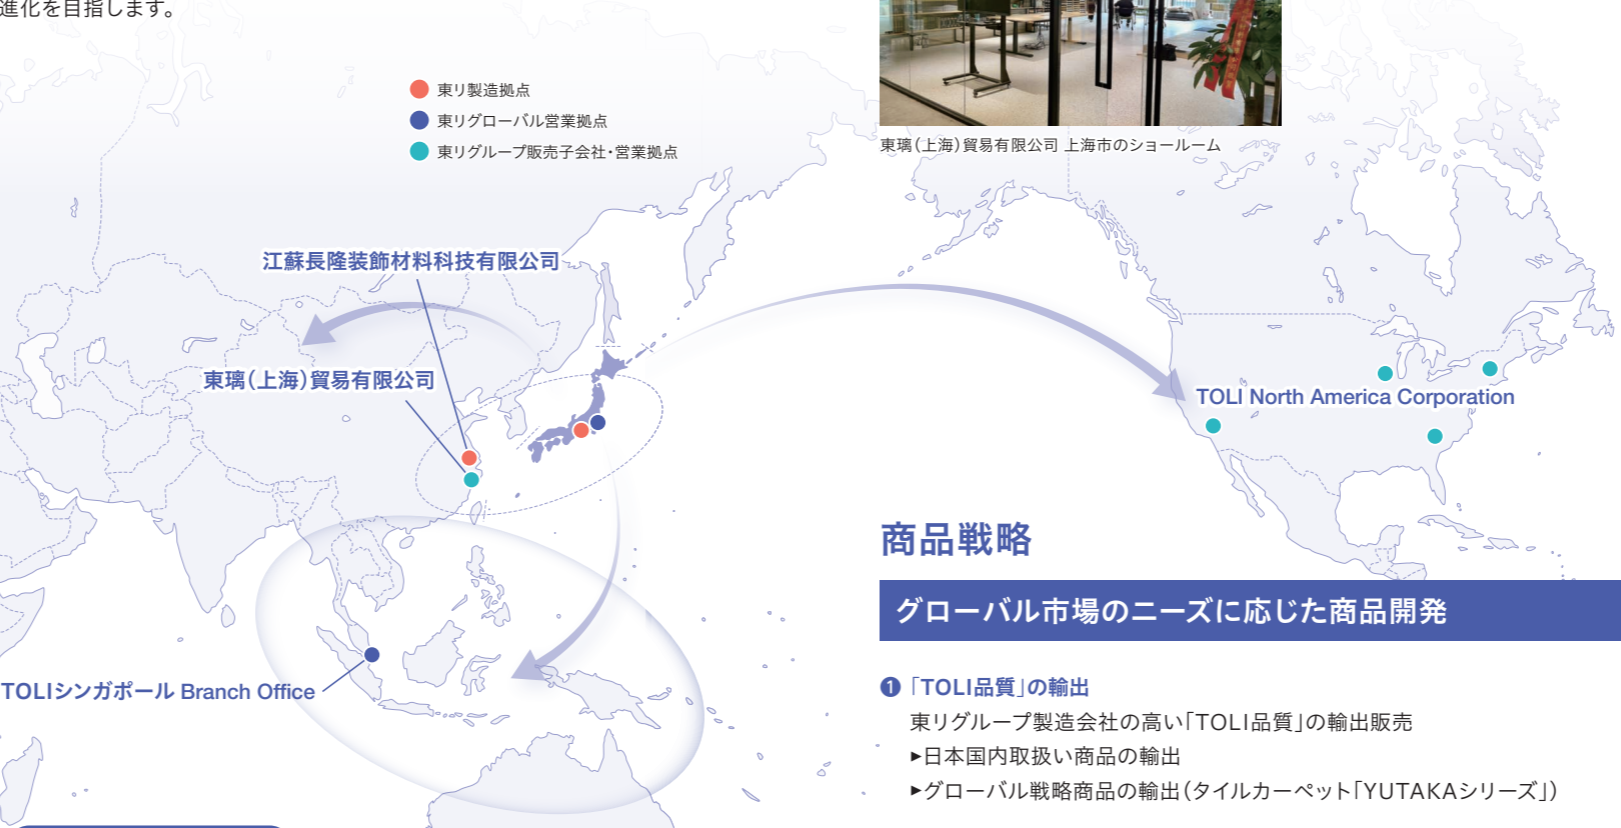 進化を目指します。
東リ製造拠点
東リグローバル営業拠点
東リグループ販売子会社・営業拠点
東璃(上海)貿易有限公司 上海市のショールーム
江蘇長隆装飾材料科技有限公司
東璃(上海)貿易有限公司
TOLI North America Corporation
TOLIシンガポール Branch Office
商品戦略
グローバル市場のニーズに応じた商品開発
❶「TOLI品質」の輸出
東リグループ製造会社の高い「TOLI品質」の輸出販売
▶日本国内取扱い商品の輸出
▶グローバル戦略商品の輸出(タイルカーペット「YUTAKAシリーズ」)